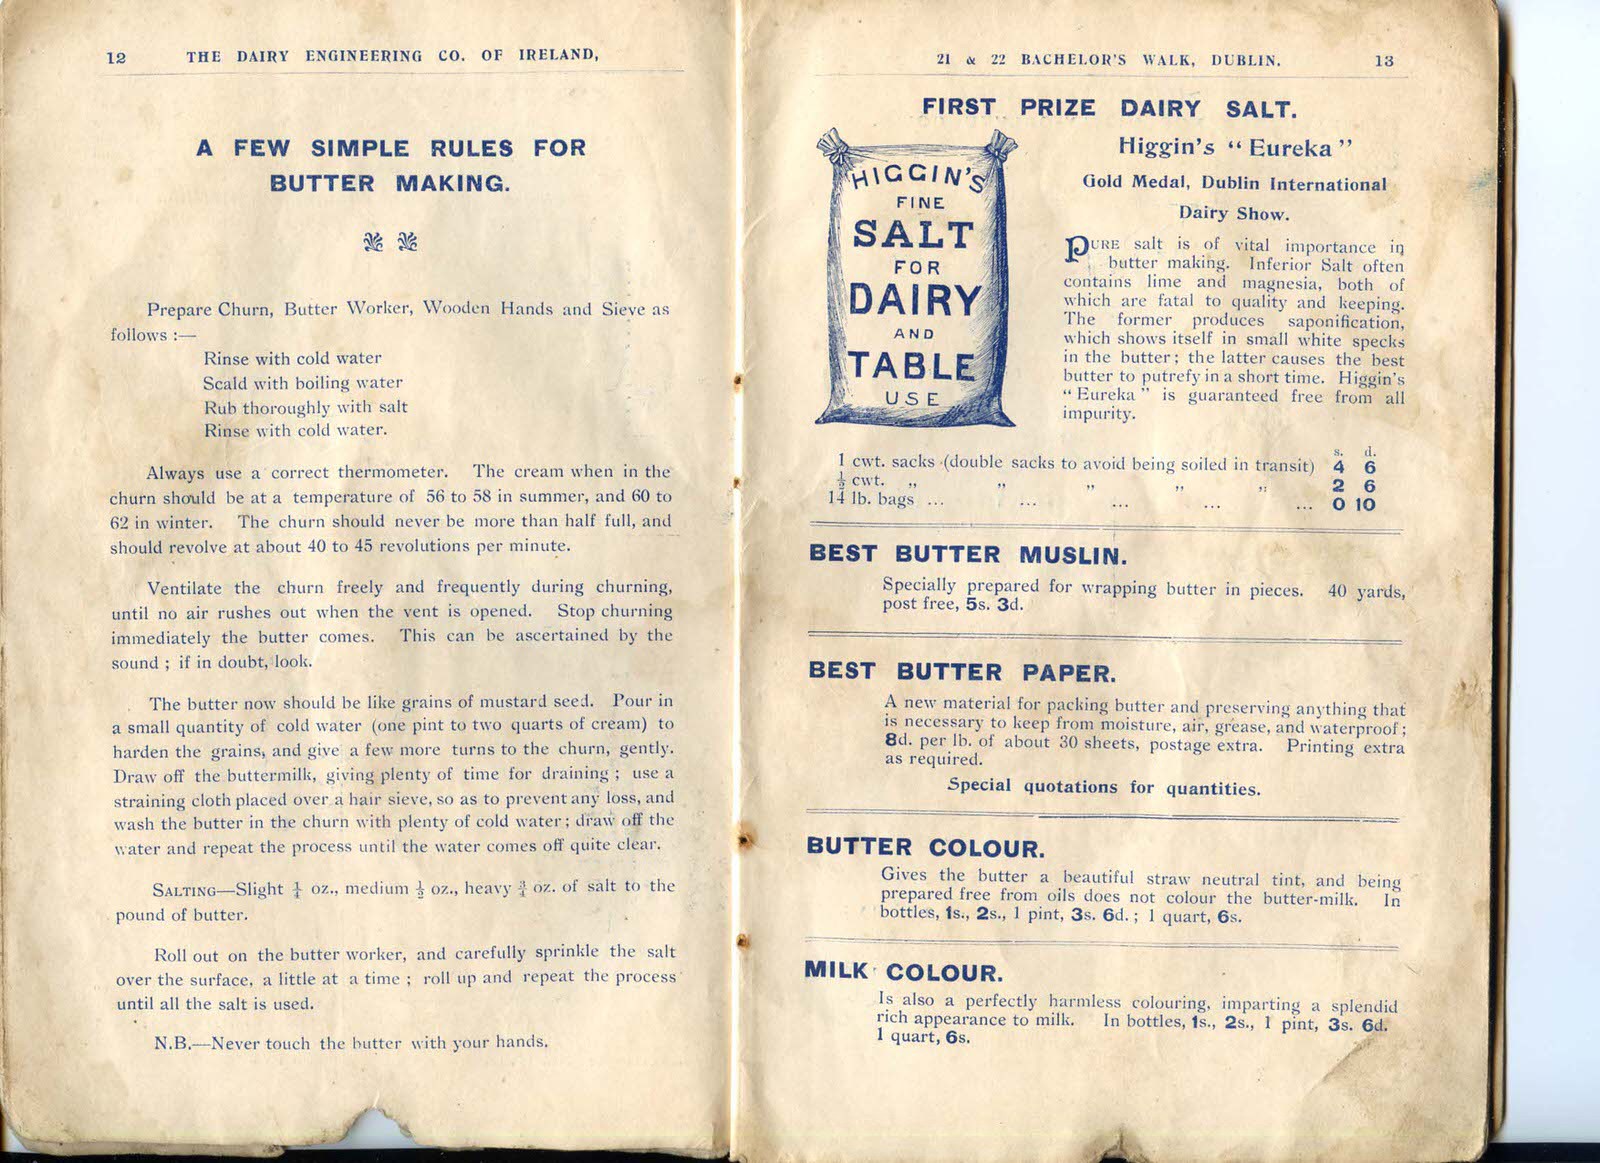 12 THE DAIRY ENGINEERING CO. OF IRELAND,
A FEW SIMPLE RULES FOR
BUTTER MAKING.
Prepare Churn, Butter Worker, Wooden Hands and Sieve as
follows :—
Rinse with cold water
Scald with boiling water
Rub thoroughly with salt
Rinse with cold water.
Always use a correct thermometer. The cream when in the
churn should be at a temperature of 56 to 58 in summer, and 60 to
62 in winter. The churn should never be more than half full, and
should revolve at about 40 to 45 revolutions per minute.
Ventilate the churn freely and frequently during churning,
until no air rushes out when the vent is opened. Stop churning
immediately the butter comes. This can be ascertained by the
sound ; if in doubt, look.
The butter now should be like grains of mustard seed. Pour in
a small quantity of cold water (one pint to two quarts of cream) to
harden the grains, and give a few more turns to the churn, gently.
Draw off the buttermilk, giving plenty of time for draining ; use a
straining cloth placed over a hair sieve, so as to prevent any loss, and
wash the butter in the churn with plenty of cold water ; draw off the
water and repeat the process until the water comes off quite clear.
SALTING—Slight ¼ oz., medium ½ oz., heavy ¾ oz. of salt to the
pound of butter.
Roll out on the butter worker, and carefully sprinkle the salt
over the surface, a little at a time ; roll up and repeat the process
until all the salt is used.
N.B.—Never touch the butter with your hands.
21 & 22 BACHELOR'S WALK, DUBLIN. 13
FIRST PRIZE DAIRY SALT.
HIGGIN'S
FINE
SALT
FOR
DAIRY
AND
TABLE
USE
Higgin's "Eureka"
Gold Medal, Dublin International
Dairy Show.
PURE salt is of vital importance in
butter making. Inferior Salt often
contains lime and magnesia, both of
which are fatal to quality and keeping.
The former produces saponification,
which shows itself in small white specks
in the butter ; the latter causes the best
butter to putrefy in a short time. Higgin's
"Eureka" is guaranteed free from all
impurity.
s. d.
1 cwt. sacks (double sacks to avoid being soiled in transit) 4 6
½ cwt. „ „ „ „ „ 2 6
14 lb. bags ... ... ... ... ... 0 10
BEST BUTTER MUSLIN.
Specially prepared for wrapping butter in pieces. 40 yards,
post free, 5s. 3d.
BEST BUTTER PAPER.
A new material for packing butter and preserving anything that
is necessary to keep from moisture, air, grease, and waterproof ;
8d. per lb. of about 30 sheets, postage extra. Printing extra
as required.
Special quotations for quantities.
BUTTER COLOUR.
Gives the butter a beautiful straw neutral tint, and being
prepared free from oils does not colour the butter-milk. In
bottles, 1s., 2s., 1 pint, 3s. 6d. ; 1 quart, 6s.
MILK COLOUR.
Is also a perfectly harmless colouring, imparting a splendid
rich appearance to milk. In bottles, 1s., 2s., 1 pint, 3s. 6d.
1 quart, 6s.